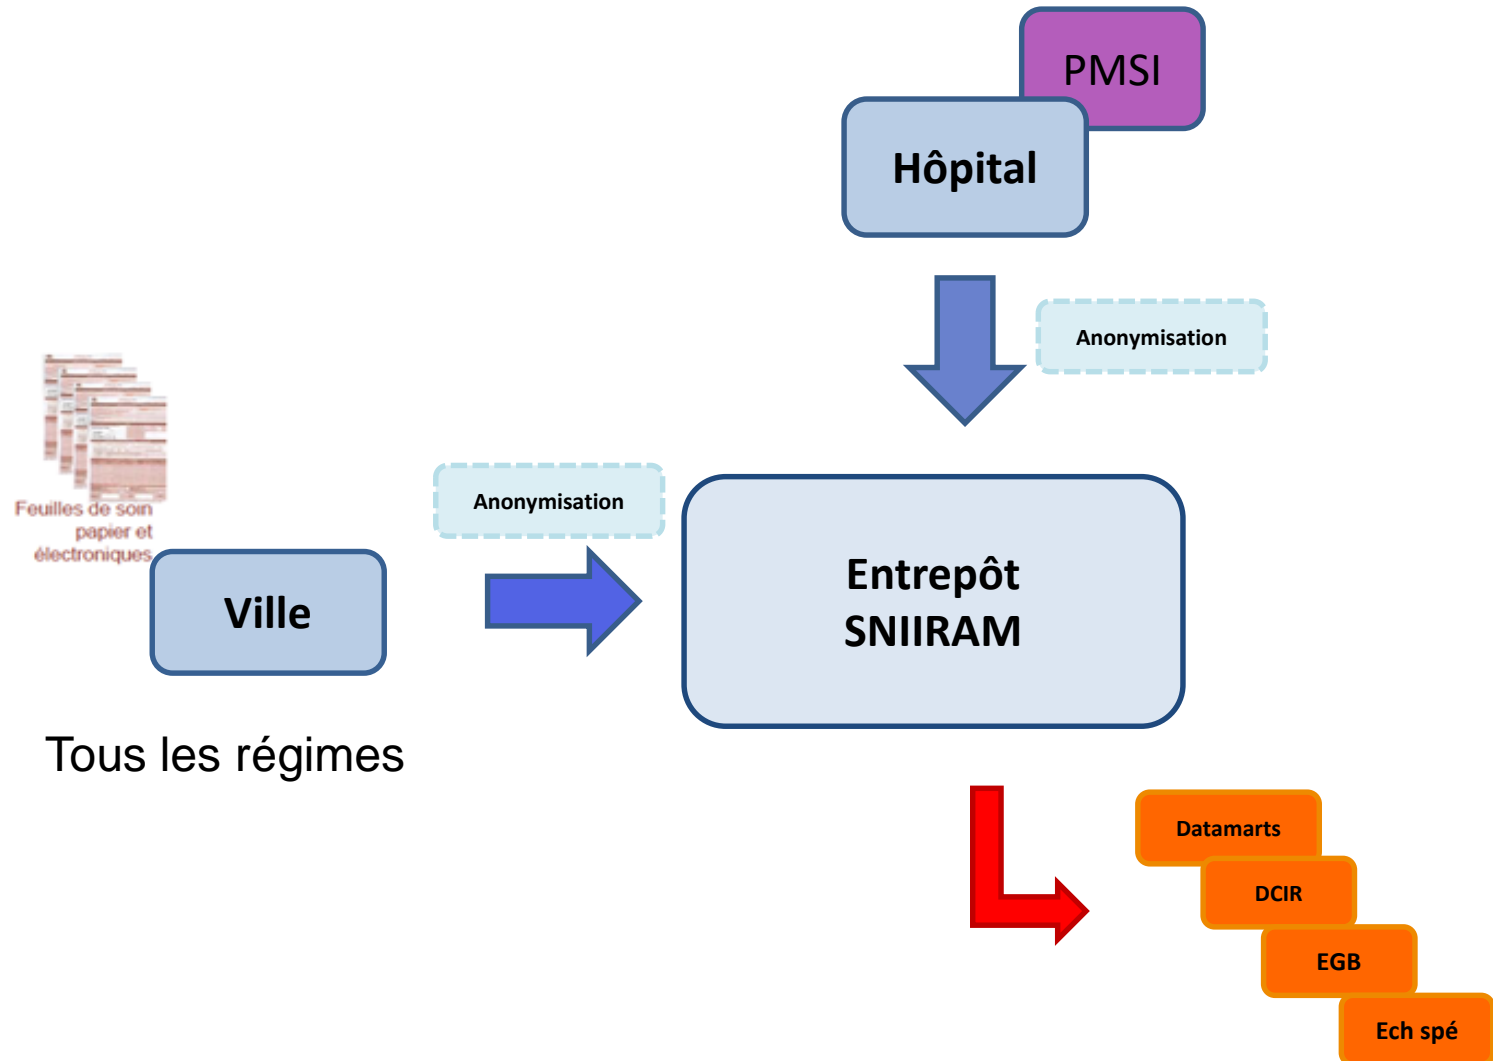 PMSI
Hôpital
Anonymisation
Feuilles de soin
papier et
électroniques
Anonymisation
Ville
Entrepôt
SNIIRAM
Tous les régimes
Datamarts
DCIR
EGB
Ech spé